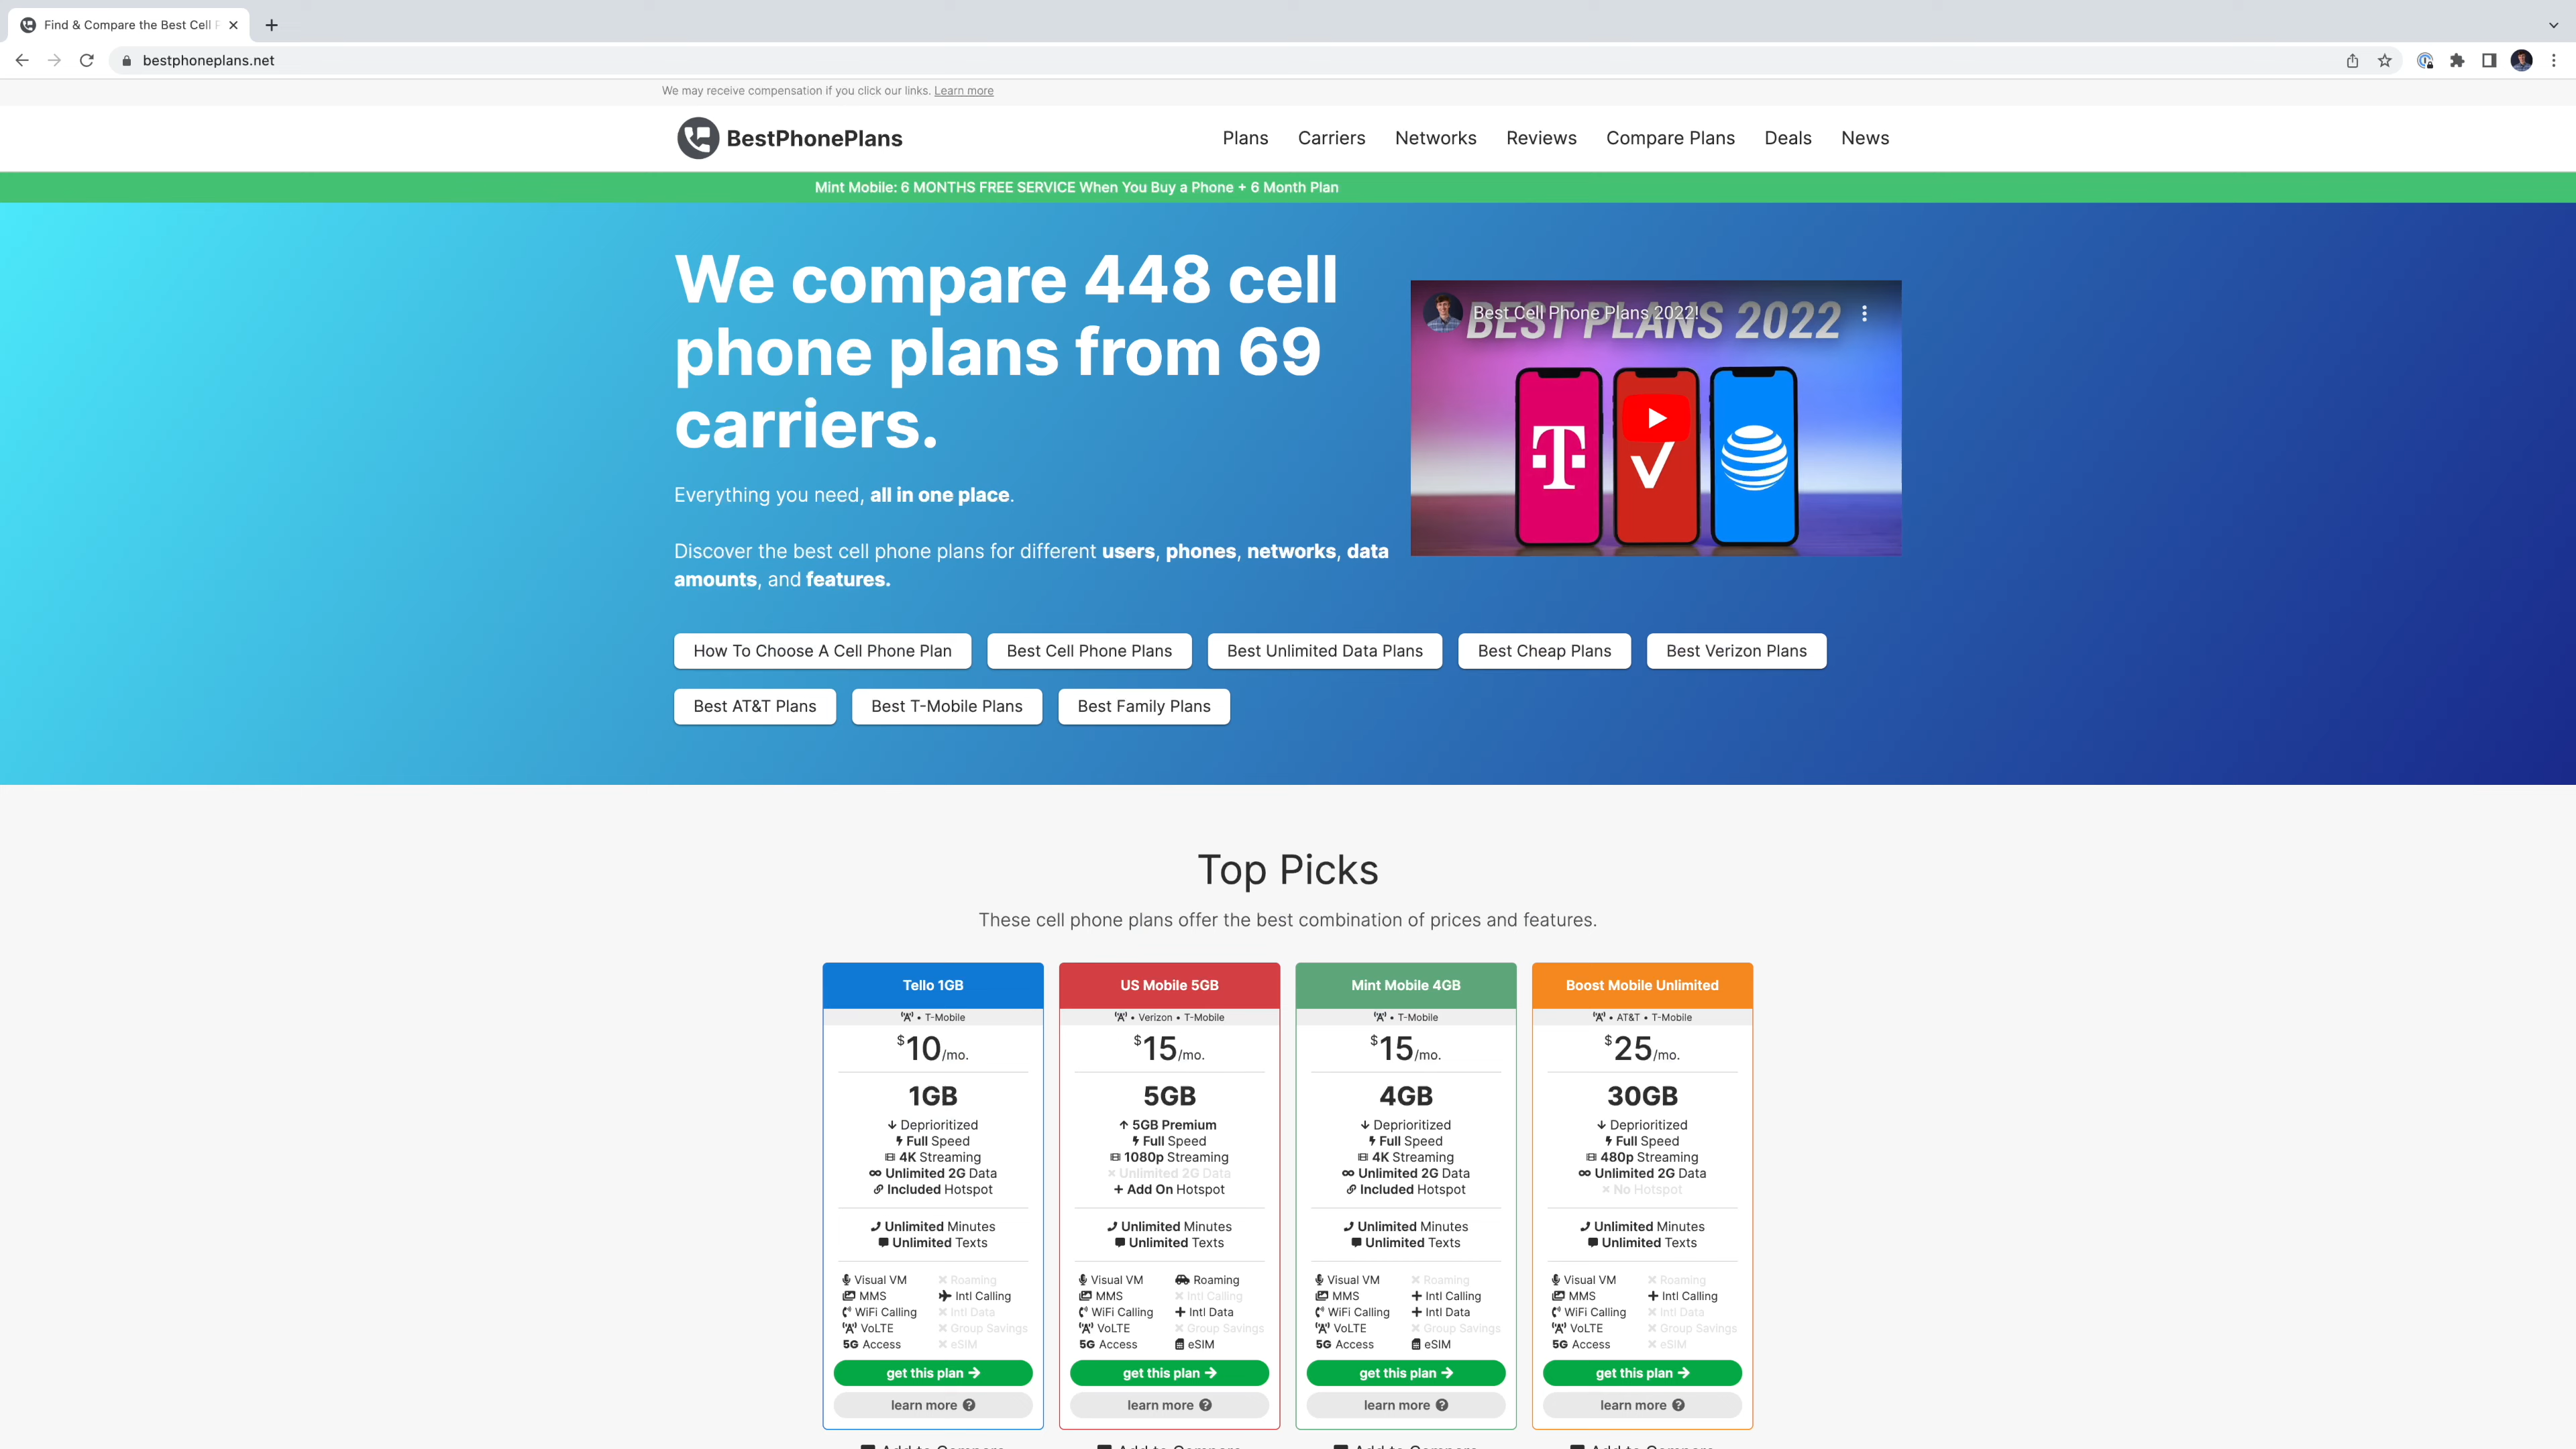 Find & Compare the Best Cell P
bestphoneplans.net
We may receive compensation if you click our links. Learn more
BestPhonePlans
Plans Carriers Networks Reviews Compare Plans Deals News
Mint Mobile: 6 MONTHS FREE SERVICE When You Buy a Phone + 6 Month Plan
We compare 448 cell
phone plans from 69
carriers.
Everything you need, all in one place.
Discover the best cell phone plans for different users, phones, networks, data
amounts, and features.
BEST PLANS 2022
Best Cell Phone Plans 2022!
How To Choose A Cell Phone Plan Best Cell Phone Plans Best Unlimited Data Plans Best Cheap Plans Best Verizon Plans
Best AT&T Plans Best T-Mobile Plans Best Family Plans
Top Picks
These cell phone plans offer the best combination of prices and features.
Tello 1GB
• T-Mobile
$10/mo.
1GB
Deprioritized
Full Speed
4K Streaming
Unlimited 2G Data
Included Hotspot
Unlimited Minutes
Unlimited Texts
Visual VM Roaming
MMS Intl Calling
WiFi Calling Intl Data
VoLTE Group Savings
5G Access eSIM
get this plan
learn more
US Mobile 5GB
• Verizon • T-Mobile
$15/mo.
5GB
5GB Premium
Full Speed
1080p Streaming
Unlimited 2G Data
+ Add On Hotspot
Unlimited Minutes
Unlimited Texts
Visual VM Roaming
MMS Intl Calling
WiFi Calling + Intl Data
VoLTE Group Savings
5G Access eSIM
get this plan
learn more
Mint Mobile 4GB
• T-Mobile
$15/mo.
4GB
Deprioritized
Full Speed
4K Streaming
Unlimited 2G Data
Included Hotspot
Unlimited Minutes
Unlimited Texts
Visual VM Roaming
MMS + Intl Calling
WiFi Calling + Intl Data
VoLTE Group Savings
5G Access eSIM
get this plan
learn more
Boost Mobile Unlimited
• AT&T • T-Mobile
$25/mo.
30GB
Deprioritized
Full Speed
480p Streaming
Unlimited 2G Data
No Hotspot
Unlimited Minutes
Unlimited Texts
Visual VM Roaming
MMS + Intl Calling
WiFi Calling Intl Data
VoLTE Group Savings
5G Access eSIM
get this plan
learn more